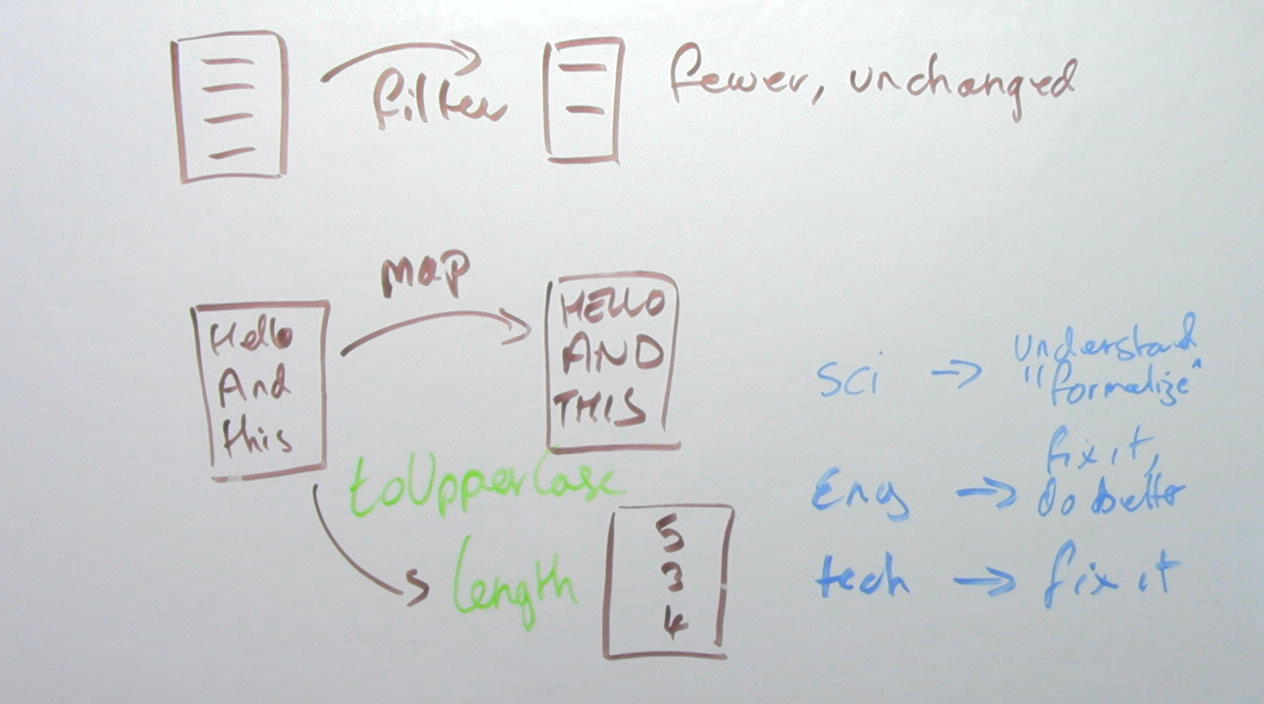 filter
fewer, unchanged
map
Hello
And
this
HELLO
AND
THIS
toUpperCase
length
5
3
4
sci → understand
"formalize"
Eng → fix it,
do better
tech → fix it